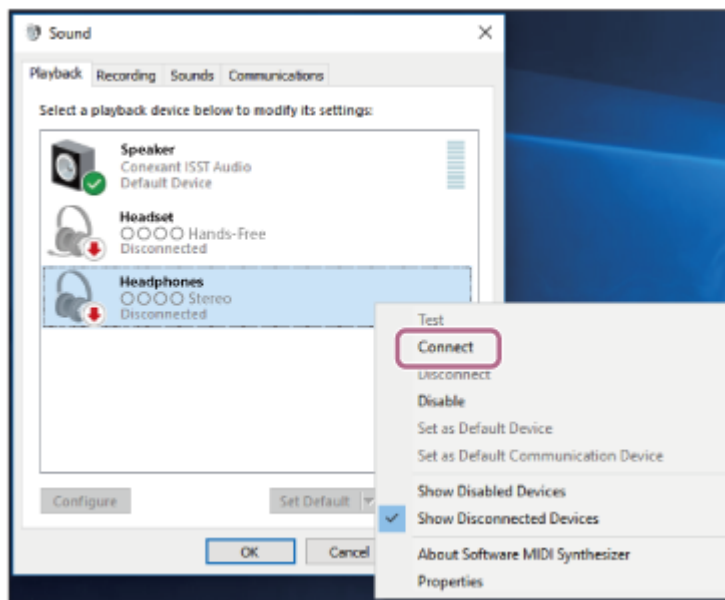 Sound
Playback Recording Sounds Communications
Select a playback device below to modify its settings:
Speaker
Conexant ISST Audio
Default Device
Headset
○○○○ Hands-Free
Disconnected
Headphones
○○○○ Stereo
Disconnected
Test
Connect
Disconnect
Disable
Set as Default Device
Set as Default Communication Device
Show Disabled Devices
Show Disconnected Devices
About Software MIDI Synthesizer
Properties
Configure Set Default
OK Cancel